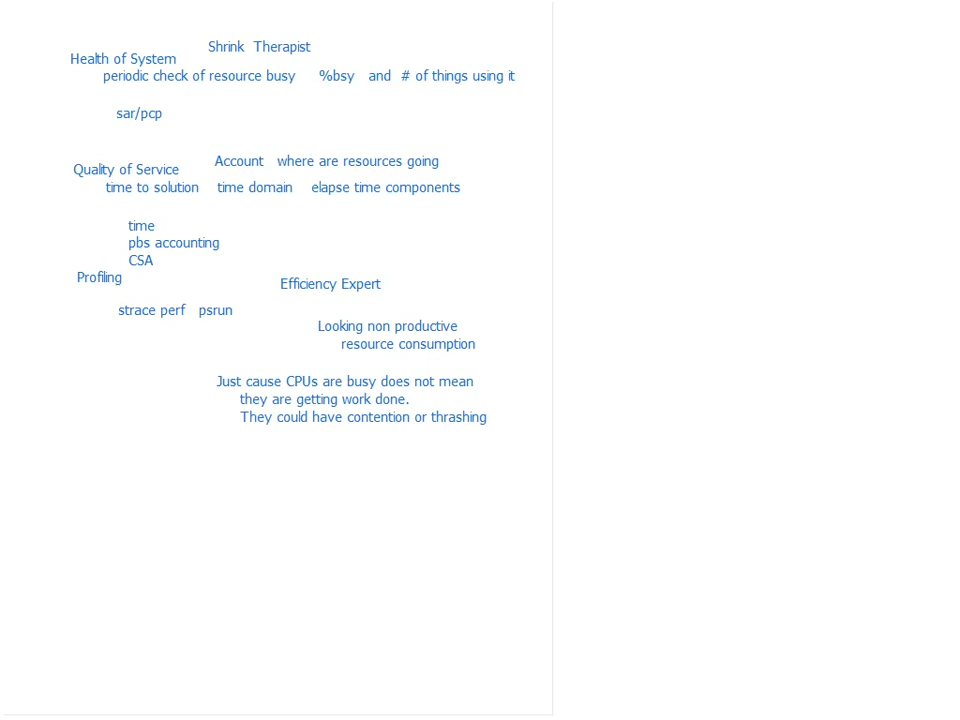 Shrink Therapist
Health of System
periodic check of resource busy %bsy and # of things using it
sar/pcp
Account where are resources going
Quality of Service
time to solution time domain elapse time components
time
pbs accounting
CSA
Profiling
Efficiency Expert
strace perf psrun
Looking non productive
resource consumption
Just cause CPUs are busy does not mean
they are getting work done.
They could have contention or thrashing